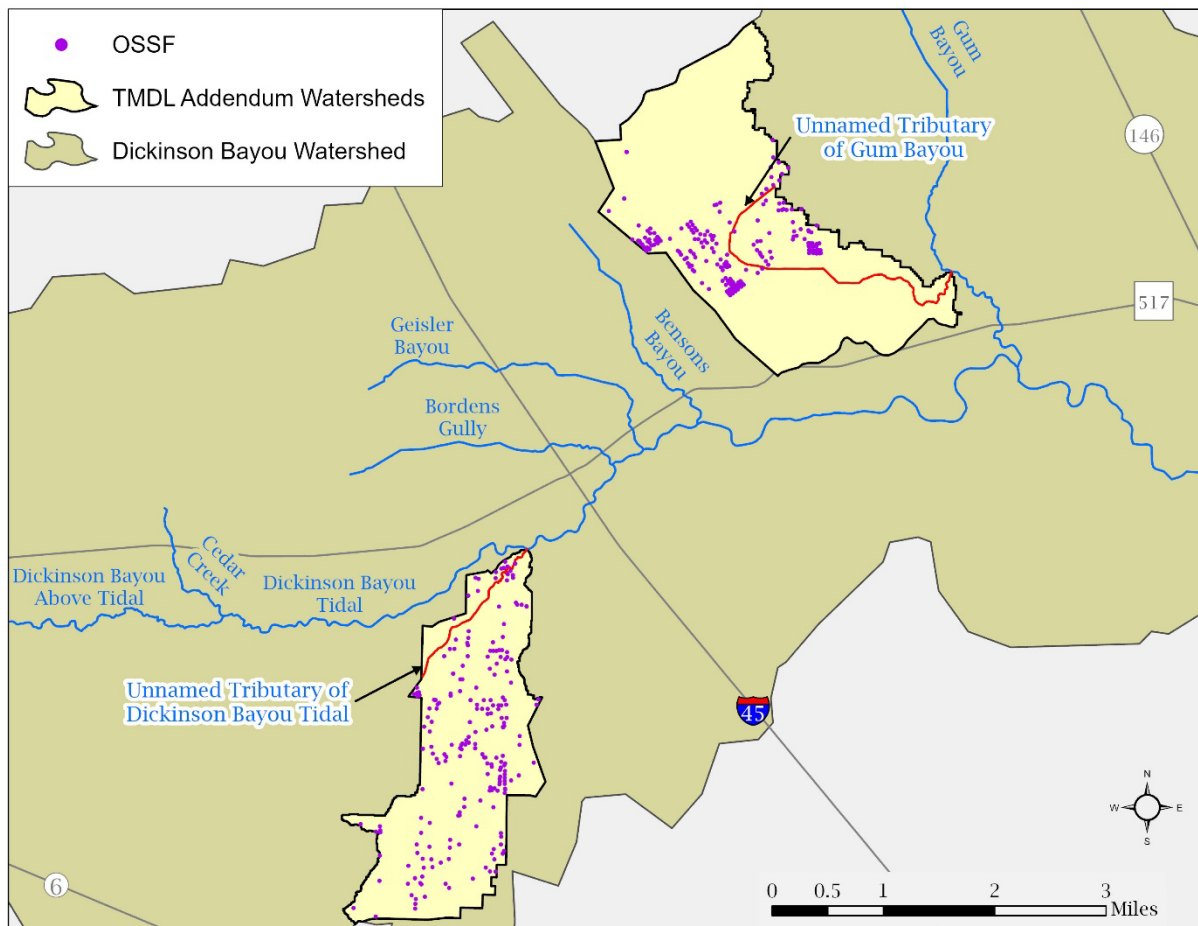 OSSF
TMDL Addendum Watersheds
Dickinson Bayou Watershed
Gum
Bayou
Unnamed Tributary
of Gum Bayou
146
517
Geisler
Bayou
Bensons
Bayou
Bordens
Gully
Cedar
Creek
Dickinson Bayou
Above Tidal
Dickinson Bayou
Tidal
Unnamed Tributary of
Dickinson Bayou Tidal
45
N
W
E
S
6
0 0.5 1 2 3
Miles